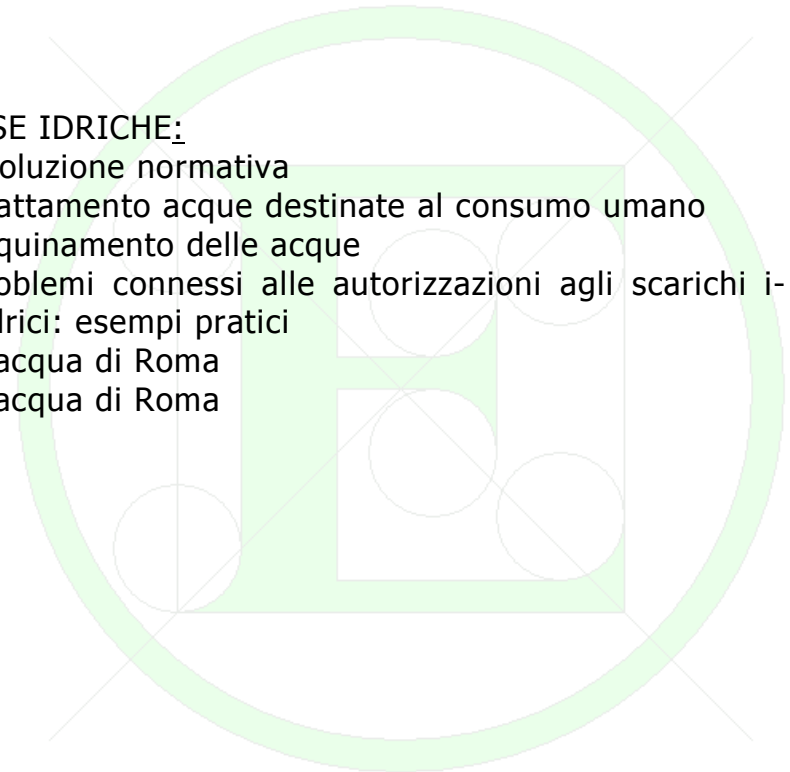 SE IDRICHE:
oluzione normativa
attamento acque destinate al consumo umano
quinamento delle acque
oblemi connessi alle autorizzazioni agli scarichi i-
drici: esempi pratici
acqua di Roma
acqua di Roma